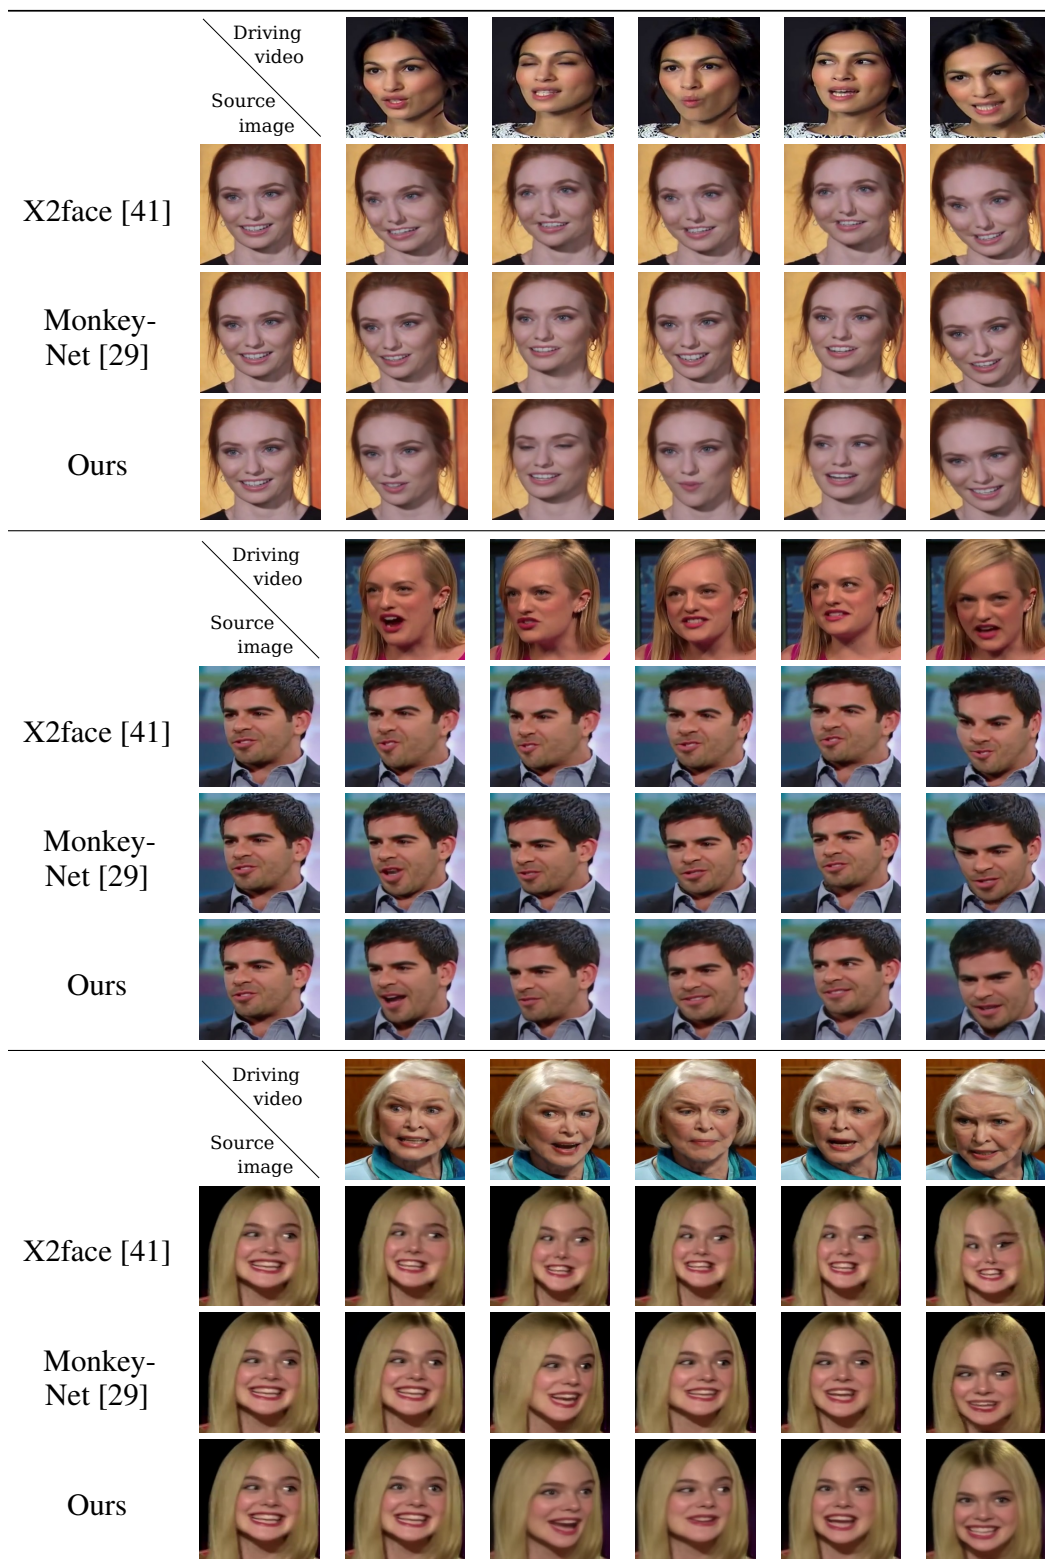 Driving
video
Source
image
X2face [41]
Monkey-
Net [29]
Ours
Driving
video
Source
image
X2face [41]
Monkey-
Net [29]
Ours
Driving
video
Source
image
X2face [41]
Monkey-
Net [29]
Ours